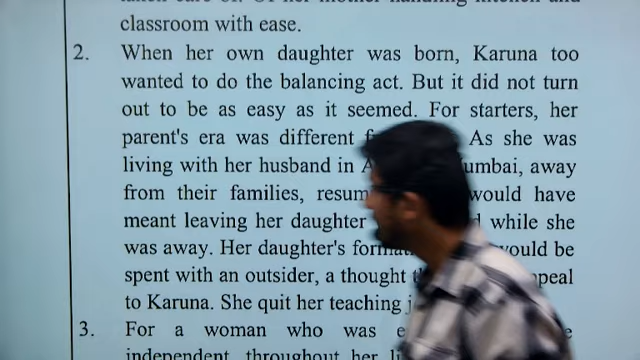 classroom with ease.
2. When her own daughter was born, Karuna too
wanted to do the balancing act. But it did not turn
out to be as easy as it seemed. For starters, her
parent's era was different As she was
living with her husband in
away
from their families, would have
meant leaving her daughter while she
was away. Her daughter's would be
spent with an outsider, a thought
to Karuna. She quit her teaching
3. For a woman who was
independent, throughout her